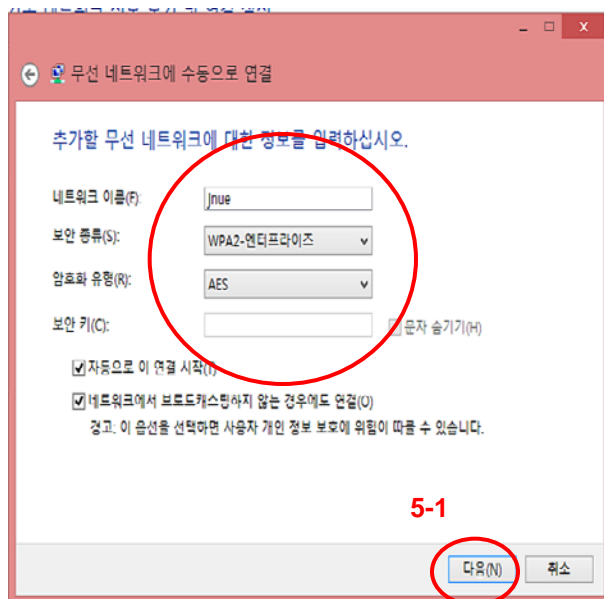 X
무선 네트워크에 수동으로 연결
추가할 무선 네트워크에 대한 정보를 입력하십시오.
네트워크 이름(F): jnue
보안 종류(S): WPA2-엔터프라이즈
암호화 유형(R): AES
보안 키(C): 문자 숨기기(H)
자동으로 이 연결 시작(T)
네트워크에서 브로드캐스팅하지 않는 경우에도 연결(O)
경고: 이 옵션을 선택하면 사용자 개인 정보 보호에 위험이 따를 수 있습니다.
5-1
다음(N) 취소